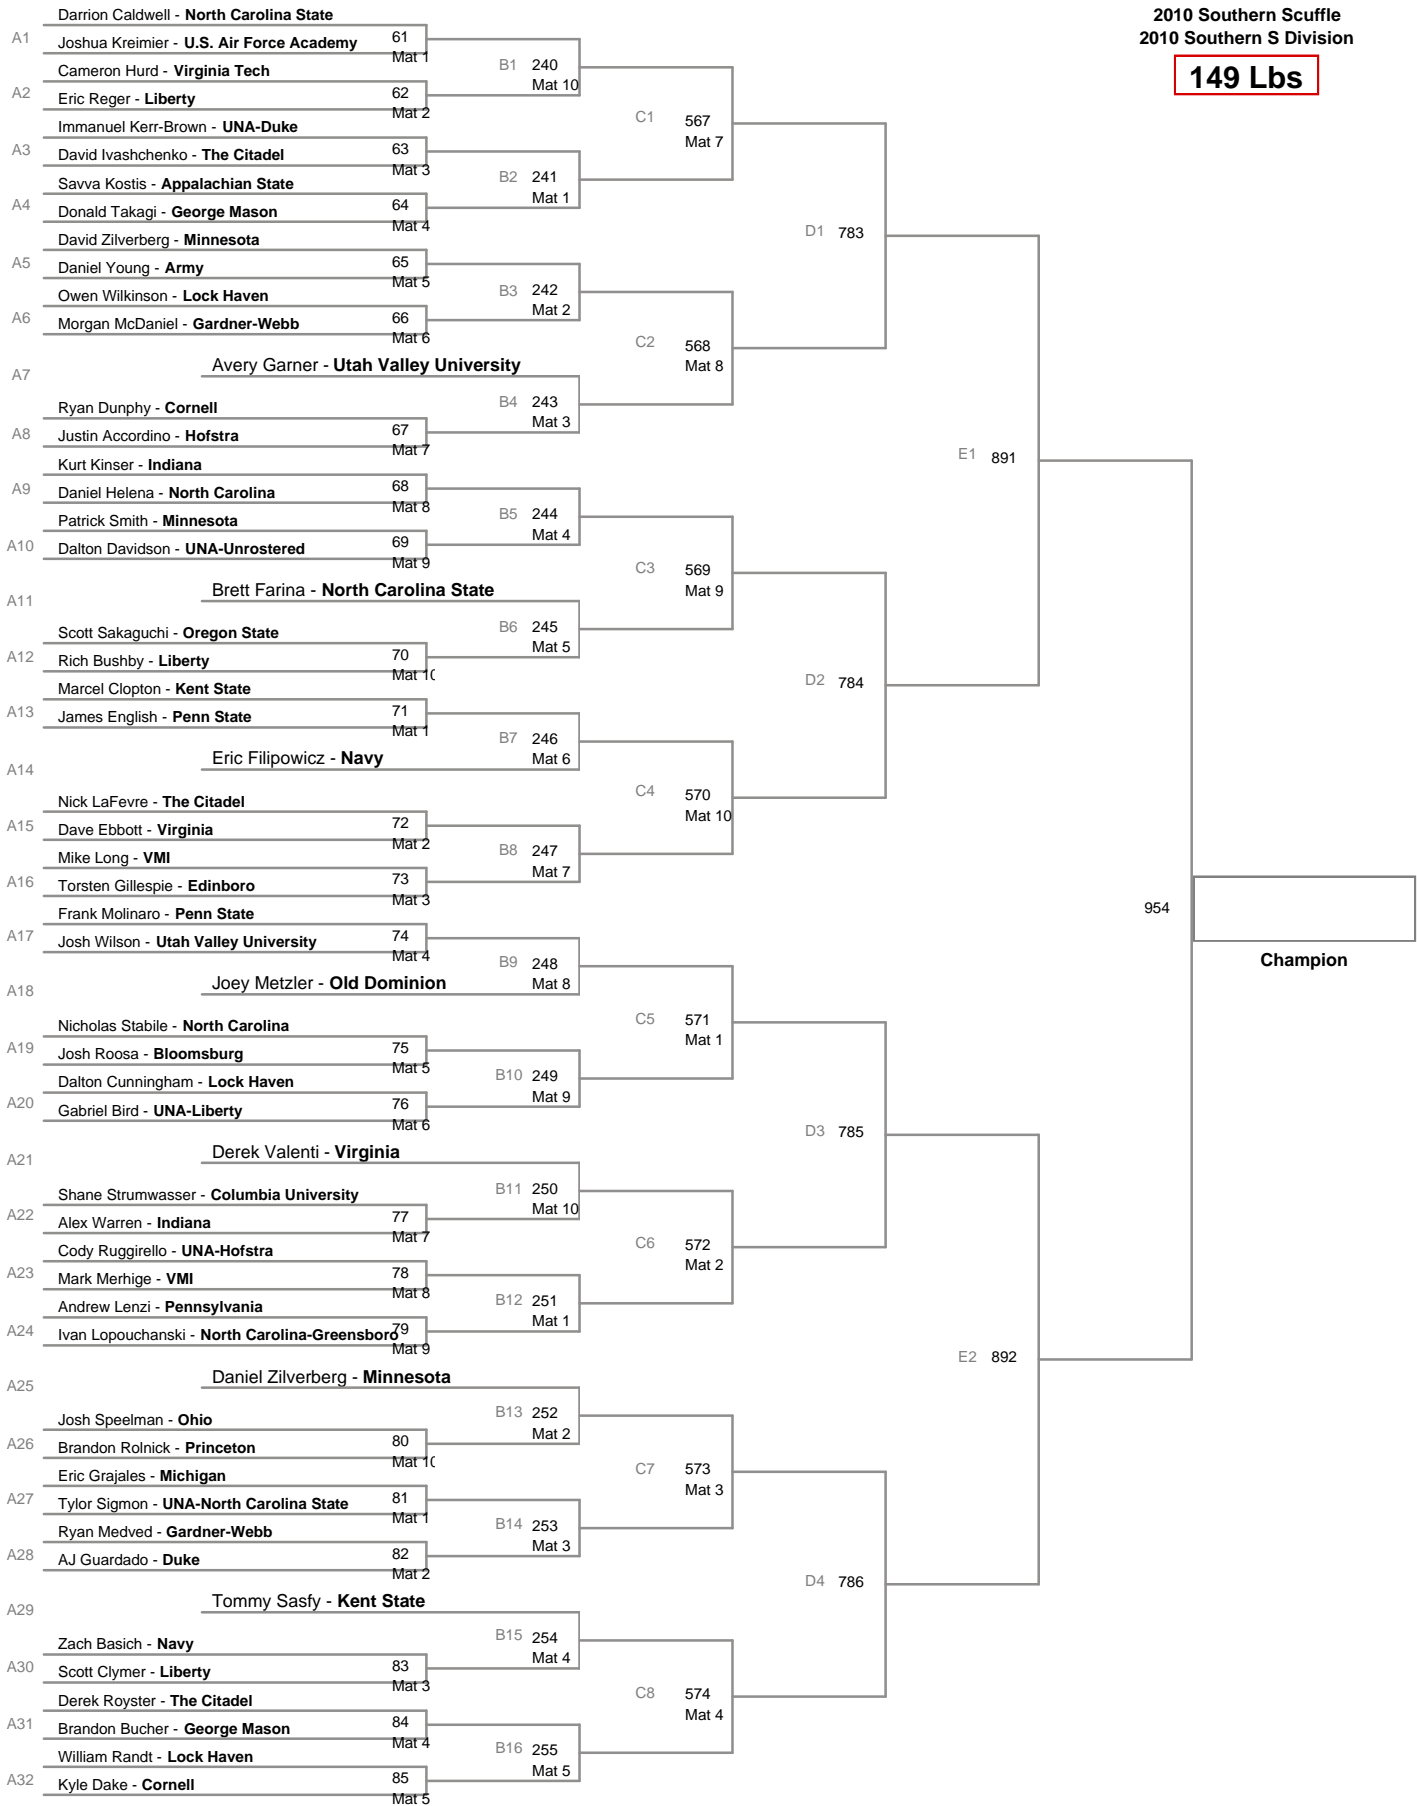 2010 Southern Scuffle
2010 Southern S Division
149 Lbs
A1
Darrion Caldwell - North Carolina State
Joshua Kreimier - U.S. Air Force Academy
61
Mat 1
A2
Cameron Hurd - Virginia Tech
Eric Reger - Liberty
62
Mat 2
A3
Immanuel Kerr-Brown - UNA-Duke
David Ivashchenko - The Citadel
63
Mat 3
A4
Savva Kostis - Appalachian State
Donald Takagi - George Mason
64
Mat 4
A5
David Zilverberg - Minnesota
Daniel Young - Army
65
Mat 5
A6
Owen Wilkinson - Lock Haven
Morgan McDaniel - Gardner-Webb
66
Mat 6
A7
Avery Garner - Utah Valley University
A8
Ryan Dunphy - Cornell
Justin Accordino - Hofstra
67
Mat 7
A9
Kurt Kinser - Indiana
Daniel Helena - North Carolina
68
Mat 8
A10
Patrick Smith - Minnesota
Dalton Davidson - UNA-Unrostered
69
Mat 9
A11
Brett Farina - North Carolina State
A12
Scott Sakaguchi - Oregon State
Rich Bushby - Liberty
70
Mat 10
A13
Marcel Clopton - Kent State
James English - Penn State
71
Mat 1
A14
Eric Filipowicz - Navy
A15
Nick LaFevre - The Citadel
Dave Ebbott - Virginia
72
Mat 2
A16
Mike Long - VMI
Torsten Gillespie - Edinboro
73
Mat 3
A17
Frank Molinaro - Penn State
Josh Wilson - Utah Valley University
74
Mat 4
A18
Joey Metzler - Old Dominion
A19
Nicholas Stabile - North Carolina
Josh Roosa - Bloomsburg
75
Mat 5
A20
Dalton Cunningham - Lock Haven
Gabriel Bird - UNA-Liberty
76
Mat 6
A21
Derek Valenti - Virginia
A22
Shane Strumwasser - Columbia University
Alex Warren - Indiana
77
Mat 7
A23
Cody Ruggirello - UNA-Hofstra
Mark Merhige - VMI
78
Mat 8
A24
Andrew Lenzi - Pennsylvania
Ivan Lopouchanski - North Carolina-Greensboro
79
Mat 9
A25
Daniel Zilverberg - Minnesota
A26
Josh Speelman - Ohio
Brandon Rolnick - Princeton
80
Mat 10
A27
Eric Grajales - Michigan
Tylor Sigmon - UNA-North Carolina State
81
Mat 1
A28
Ryan Medved - Gardner-Webb
AJ Guardado - Duke
82
Mat 2
A29
Tommy Sasfy - Kent State
A30
Zach Basich - Navy
Scott Clymer - Liberty
83
Mat 3
A31
Derek Royster - The Citadel
Brandon Bucher - George Mason
84
Mat 4
A32
William Randt - Lock Haven
Kyle Dake - Cornell
85
Mat 5
B1 240
Mat 10
B2 241
Mat 1
B3 242
Mat 2
B4 243
Mat 3
B5 244
Mat 4
B6 245
Mat 5
B7 246
Mat 6
B8 247
Mat 7
B9 248
Mat 8
B10 249
Mat 9
B11 250
Mat 10
B12 251
Mat 1
B13 252
Mat 2
B14 253
Mat 3
B15 254
Mat 4
B16 255
Mat 5
C1 567
Mat 7
C2 568
Mat 8
C3 569
Mat 9
C4 570
Mat 10
C5 571
Mat 1
C6 572
Mat 2
C7 573
Mat 3
C8 574
Mat 4
D1 783
D2 784
D3 785
D4 786
E1 891
E2 892
954
Champion